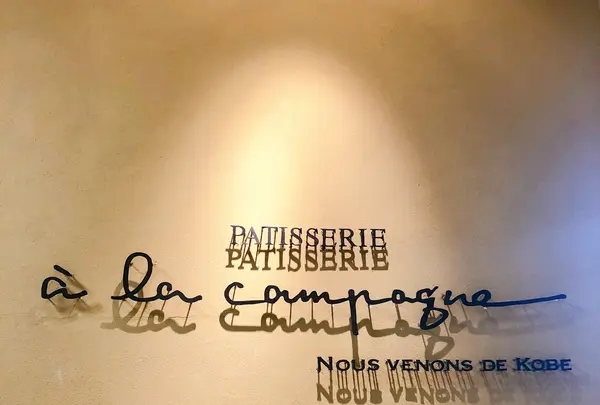 PATISSERIE
à la campagne
NOUS VENONS DE KOBE